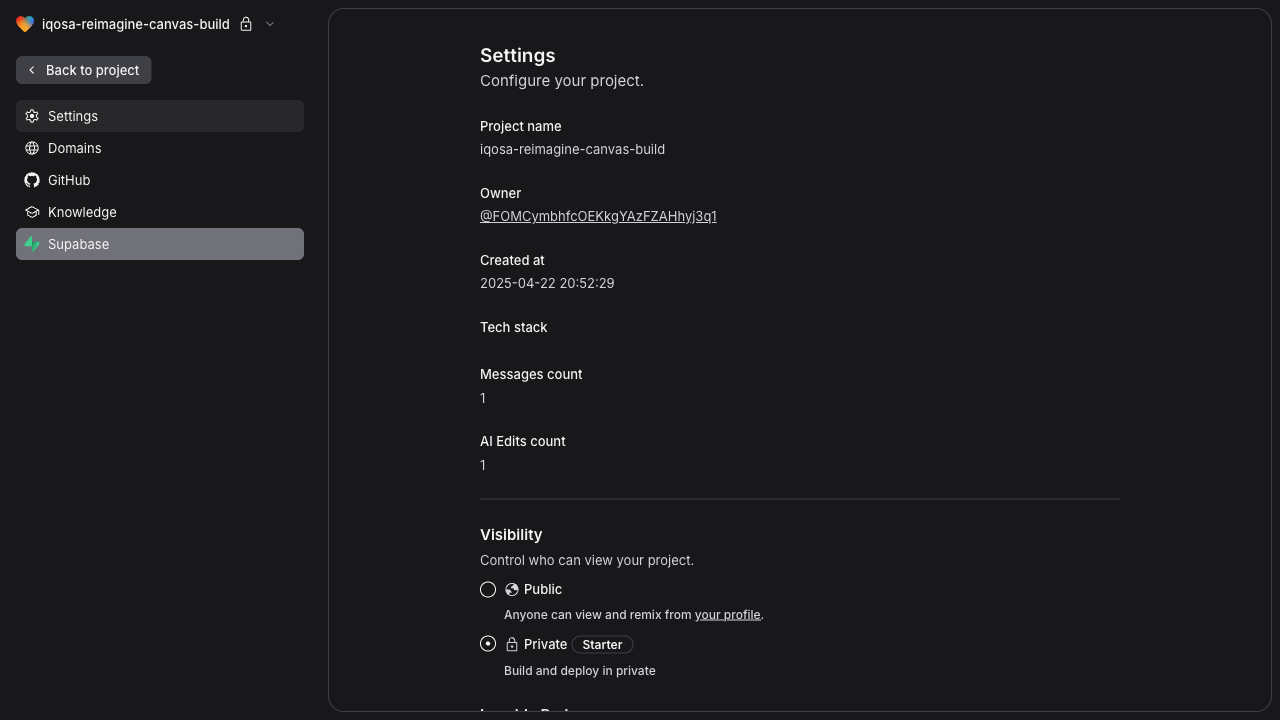 iqosa-reimagine-canvas-build
Back to project
Settings
Domains
GitHub
Knowledge
Supabase
Settings
Configure your project.
Project name
iqosa-reimagine-canvas-build
Owner
@FOMCymbhfcOEKkgYAzFZAHhyj3q1
Created at
2025-04-22 20:52:29
Tech stack
Messages count
1
AI Edits count
1
Visibility
Control who can view your project.
Public
Anyone can view and remix from your profile.
Private Starter
Build and deploy in private